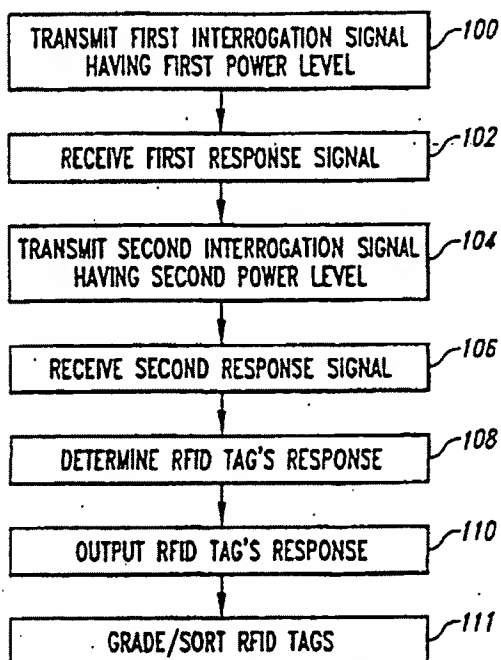 TRANSMIT FIRST INTERROGATION SIGNAL
HAVING FIRST POWER LEVEL
100
RECEIVE FIRST RESPONSE SIGNAL
102
TRANSMIT SECOND INTERROGATION SIGNAL
HAVING SECOND POWER LEVEL
104
RECEIVE SECOND RESPONSE SIGNAL
106
DETERMINE RFID TAG'S RESPONSE
108
OUTPUT RFID TAG'S RESPONSE
110
GRADE/SORT RFID TAGS
111